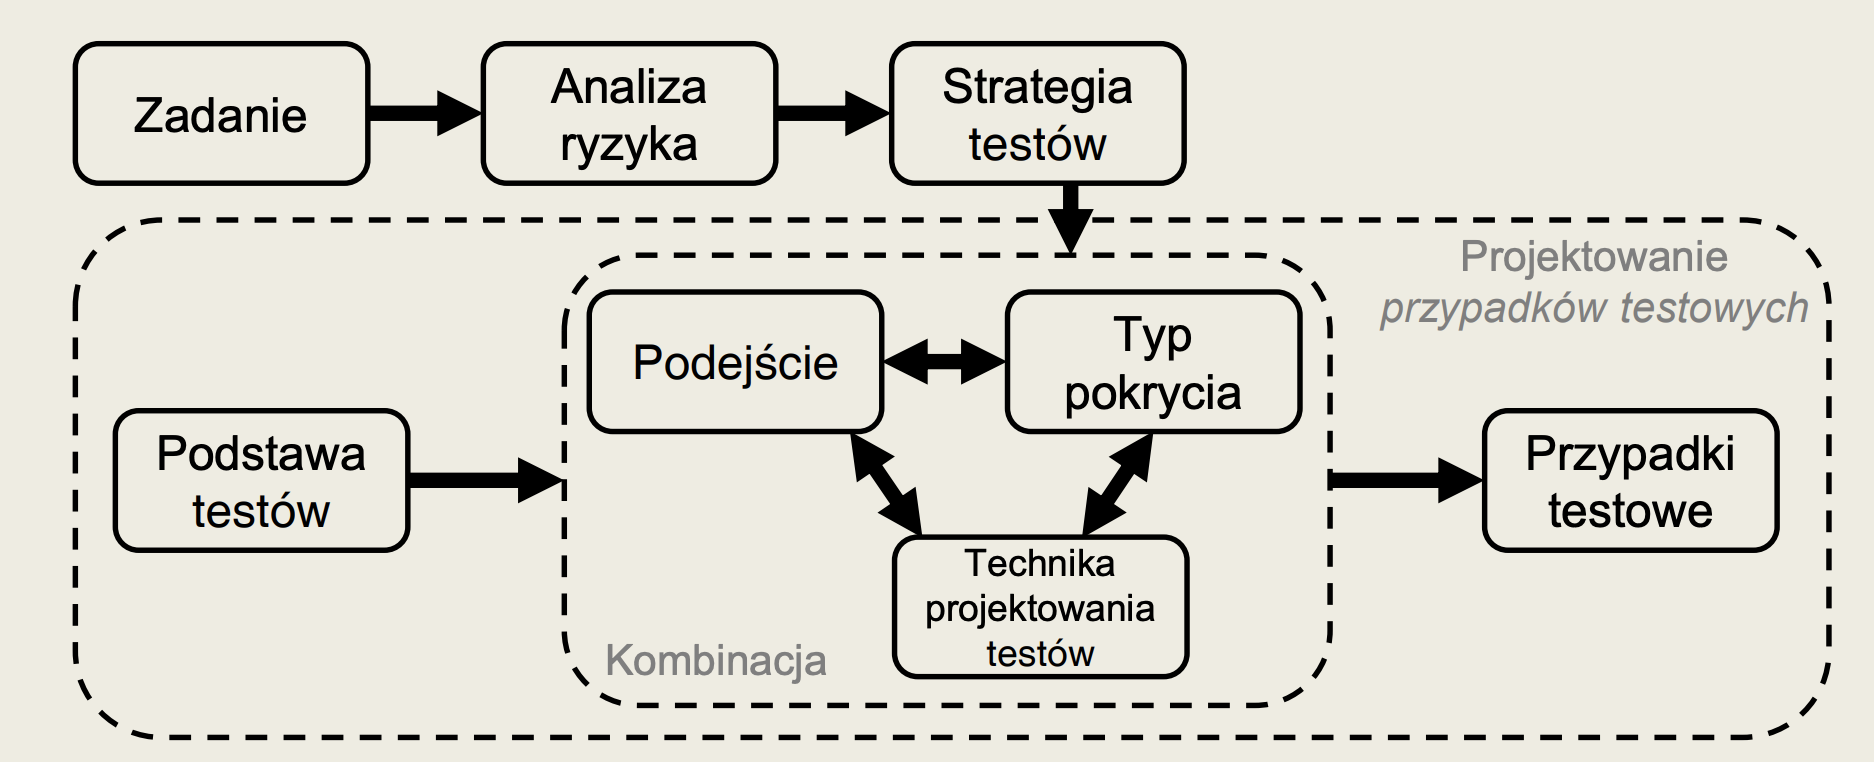 Zadanie
Analiza
ryzyka
Strategia
testów
Projektowanie
przypadków testowych
Podejście
Typ
pokrycia
Podstawa
testów
Przypadki
testowe
Technika
projektowania
testów
Kombinacja